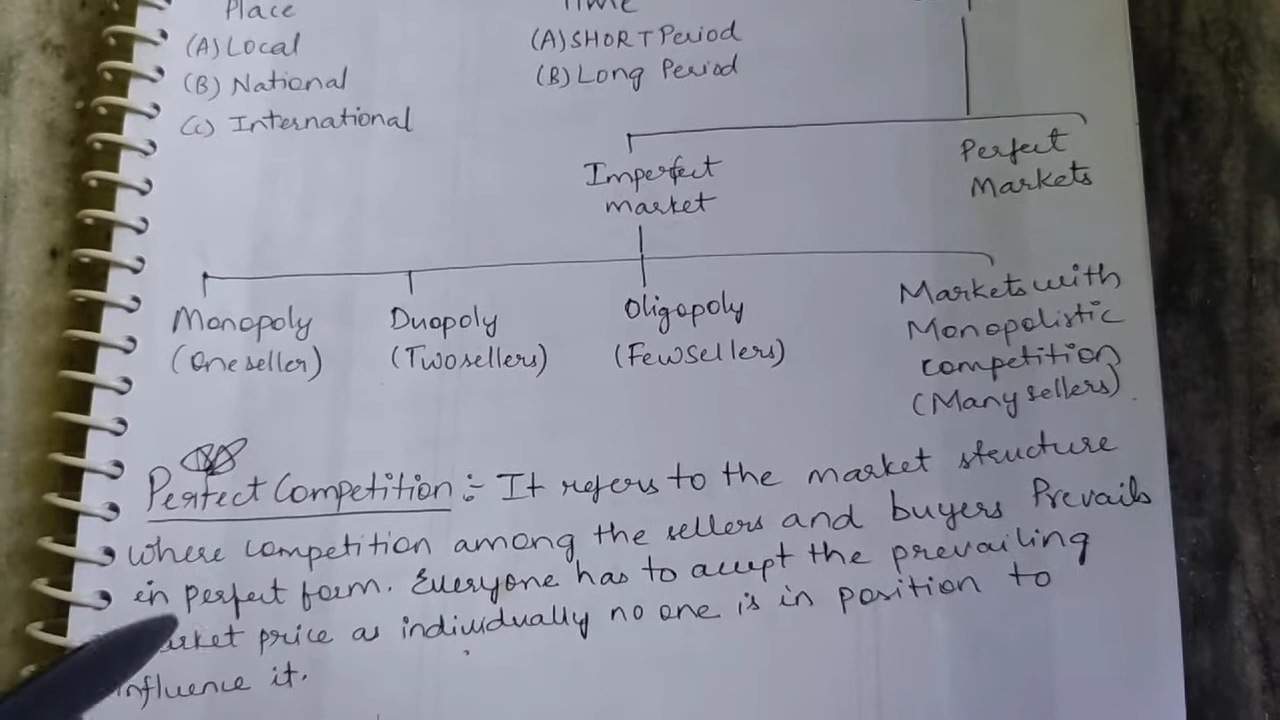 Place
(A) Local
(B) National
(C) International
Time
(A) SHORT Period
(B) Long Period
Imperfect
market
Perfect
Markets
Monopoly
(One seller)
Duopoly
(Two sellers)
Oligopoly
(Few Sellers)
Markets with
Monopolistic
competition
(Many sellers)
Perfect Competition :- It refers to the market structure
where competition among the sellers and buyers Prevails
in perfect form. Everyone has to accept the prevailing
market price as individually no one is in position to
influence it.